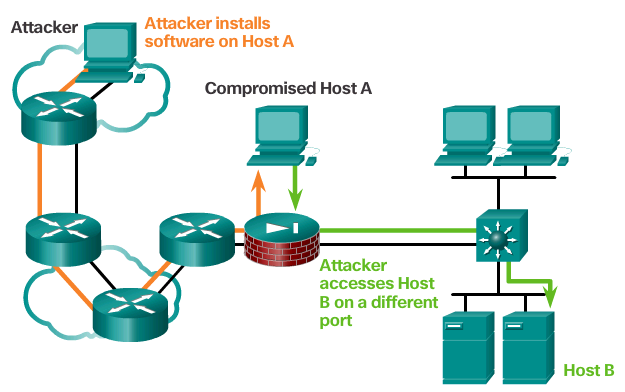 Attacker
Attacker installs
software on Host A
Compromised Host A
Attacker
accesses Host
B on a different
port
Host B